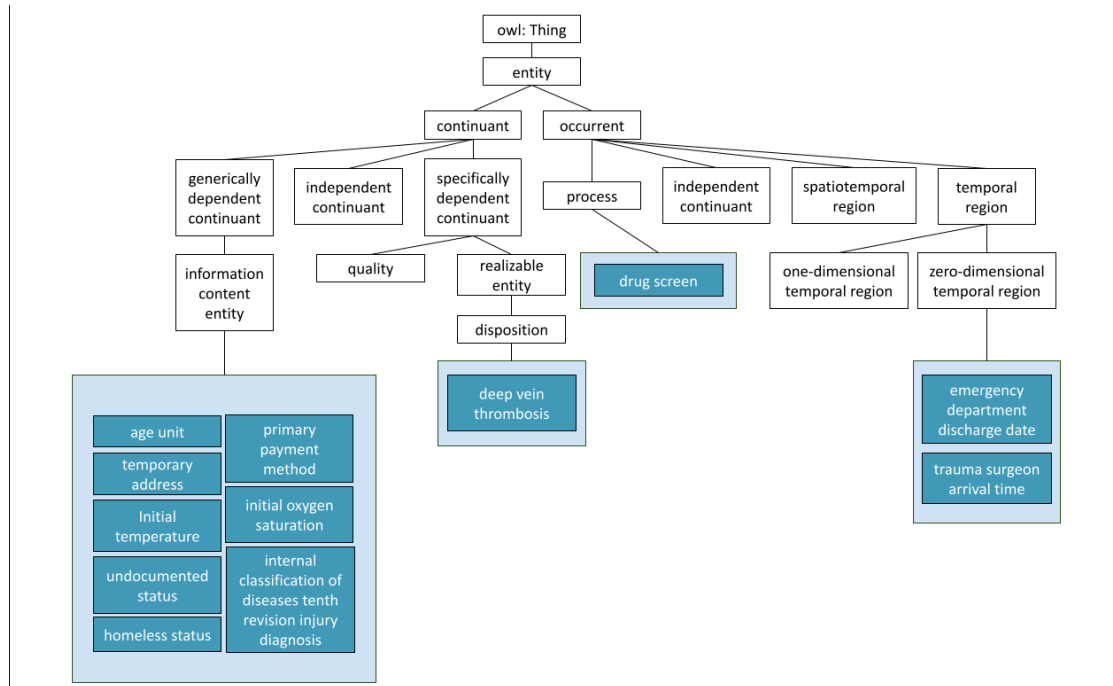 owl: Thing
entity
continuant
occurrent
generically
dependent
continuant
independent
continuant
specifically
dependent
continuant
process
independent
continuant
spatiotemporal
region
temporal
region
information
content
entity
quality
realizable
entity
drug screen
one-dimensional
temporal region
zero-dimensional
temporal region
disposition
deep vein
thrombosis
emergency
department
discharge date
trauma surgeon
arrival time
age unit
temporary
address
Initial
temperature
undocumented
status
homeless status
primary
payment
method
initial oxygen
saturation
internal
classification of
diseases tenth
revision injury
diagnosis